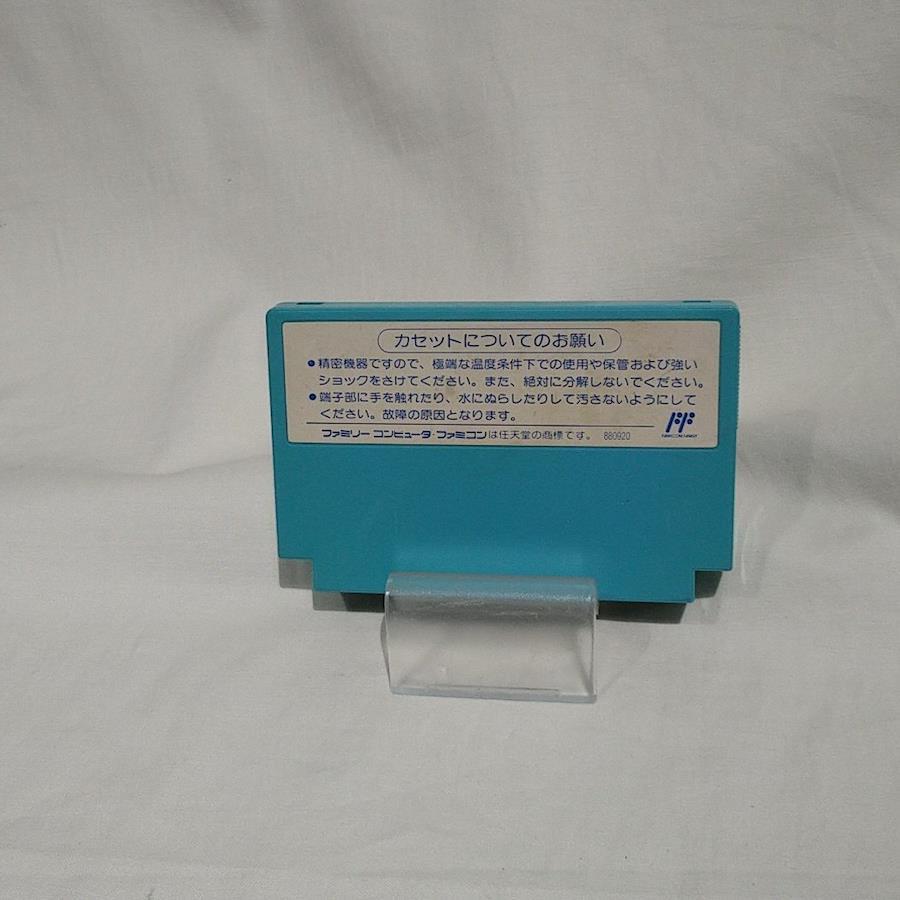 カセットについてのお願い
●精密機器ですので、極端な温度条件下での使用や保管および強い
ショックをさけてください。また、絶対に分解しないでください。
●端子部に手を触れたり、水にぬらしたりして汚さないようにして
ください。故障の原因となります。
ファミリーコンピュータ・ファミコンは任天堂の商標です。 880920
FAMICOM FAMILY